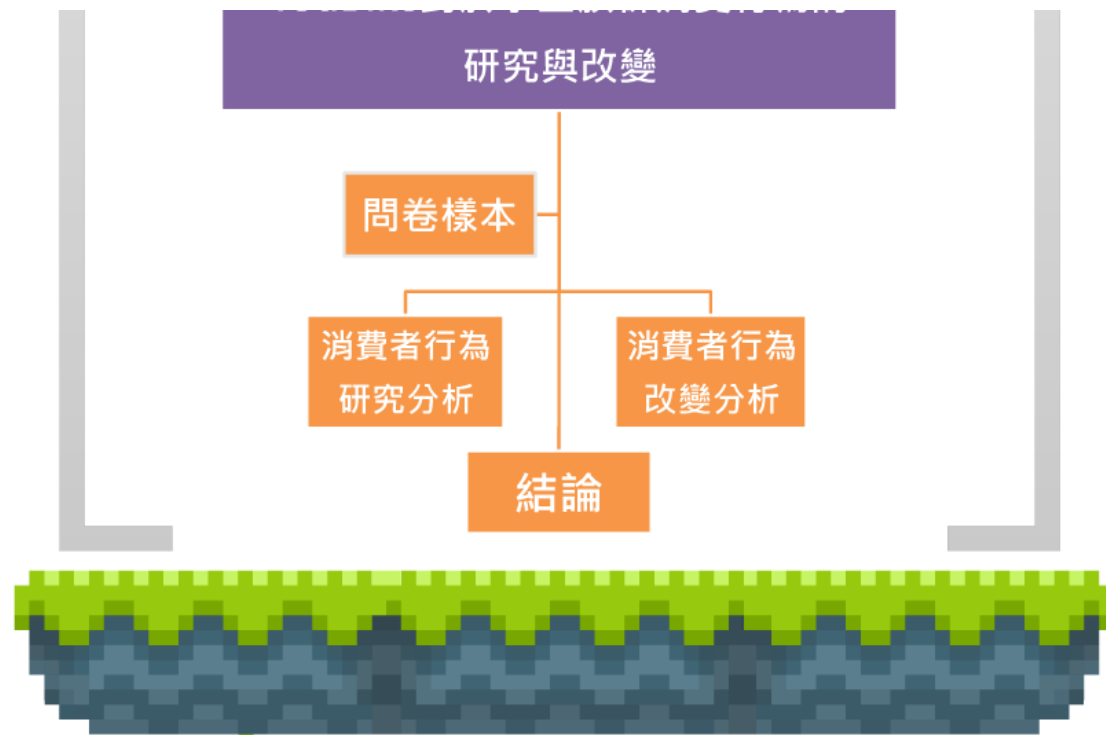 研究與改變
問卷樣本
消費者行為
研究分析
消費者行為
改變分析
結論